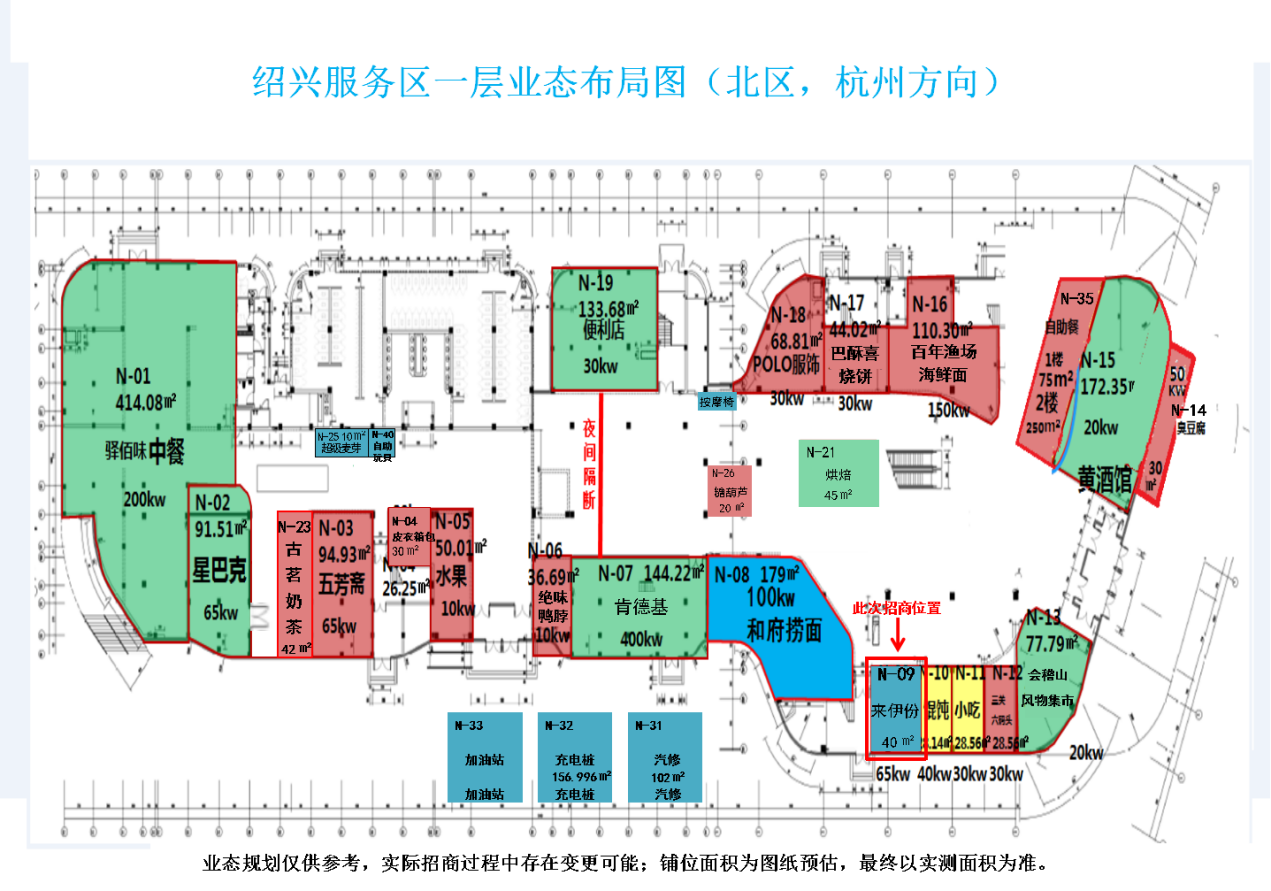 绍兴服务区一层业态布局图（北区，杭州方向）
N-01
414.08㎡
驿佰味中餐
200kw
N-02
91.51㎡
星巴克
65kw
N-25 10㎡
超级麦芽
N-40
自助
玩具
N-23
古
茗
奶
茶
42㎡
N-03
94.93㎡
五芳斋
65kw
N-04
皮衣箱包
30㎡
26.25㎡
N-05
50.01㎡
水果
10kw
N-19
133.68㎡
便利店
30kw
夜
间
隔
断
N-06
36.69㎡
绝味
鸭脖
10kw
N-07 144.22㎡
肯德基
400kw
N-08 179㎡
100kw
和府捞面
按摩椅
N-26
糖葫芦
20㎡
N-21
烘焙
45㎡
N-18
68.81㎡
POLO服饰
30kw
N-17
44.02㎡
巴酥喜
烧饼
30kw
N-16
110.30㎡
百年渔场
海鲜面
150kw
N-35
自助餐
1楼
75m²
2楼
250m²
N-15
172.35㎡
20kw
黄酒馆
50
KW
N-14
臭豆腐
30
㎡
此次招商位置
N-09
来伊份
40㎡
65kw
N-10
馄饨
28.14㎡
40kw
N-11
小吃
28.56㎡
30kw
N-12
28.56㎡
30kw
N-13
77.79㎡
会稽山
风物集市
20kw
N-33
加油站
加油站
N-32
充电桩
156.996㎡
充电桩
N-31
汽修
102㎡
汽修
业态规划仅供参考，实际招商过程中存在变更可能；铺位面积为图纸预估，最终以实测面积为准。